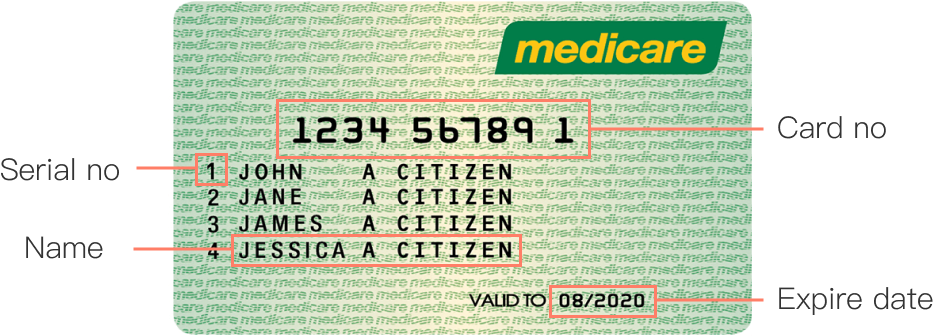 medicare
1234 56789 1
Card no
Serial no
1 JOHN A CITIZEN
2 JANE A CITIZEN
3 JAMES A CITIZEN
Name
4 JESSICA A CITIZEN
VALID TO 08/2020
Expire date